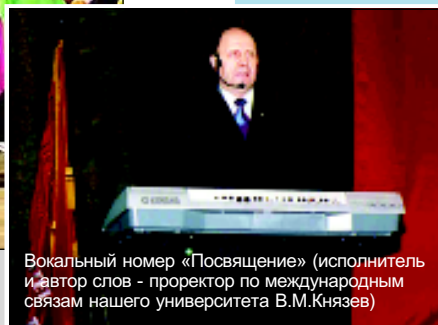 Вокальный номер «Посвящение» (исполнитель
и автор слов - проректор по международным
связам нашего университета В.М.Князев)